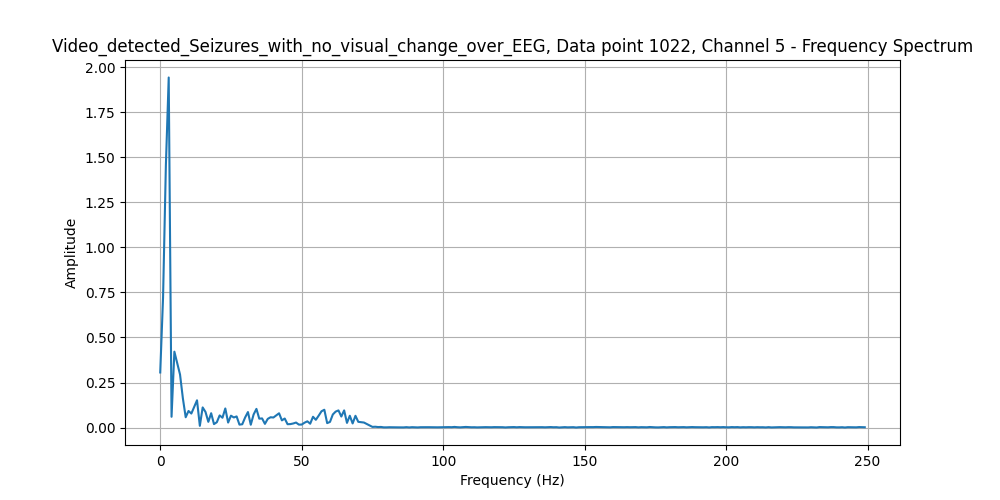 Video_detected_Seizures_with_no_visual_change_over_EEG, Data point 1022, Channel 5 - Frequency Spectrum
2.00
1.75
1.50
1.25
1.00
0.75
0.50
0.25
0.00
Amplitude
0 50 100 150 200 250
Frequency (Hz)